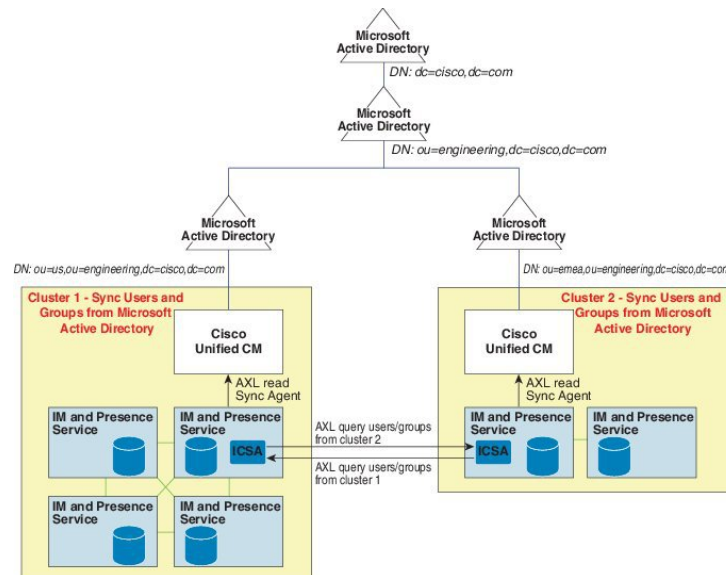 Microsoft
Active Directory
DN: dc=cisco,dc=com
Microsoft
Active Directory
DN: ou=engineering,dc=cisco,dc=com
Microsoft
Active Directory
DN: ou=us,ou=engineering,dc=cisco,dc=com
Microsoft
Active Directory
DN: ou=emea,ou=engineering,dc=cisco,dc=com
Cluster 1 - Sync Users and
Groups from Microsoft
Active Directory
Cisco
Unified CM
AXL read
Sync Agent
IM and Presence
Service
IM and Presence
Service
ICSA
IM and Presence
Service
IM and Presence
Service
AXL query users/groups
from cluster 2
AXL query users/groups
from cluster 1
Cluster 2 - Sync Users and
Groups from Microsoft
Active Directory
Cisco
Unified CM
AXL read
Sync Agent
IM and Presence
Service
ICSA
IM and Presence
Service